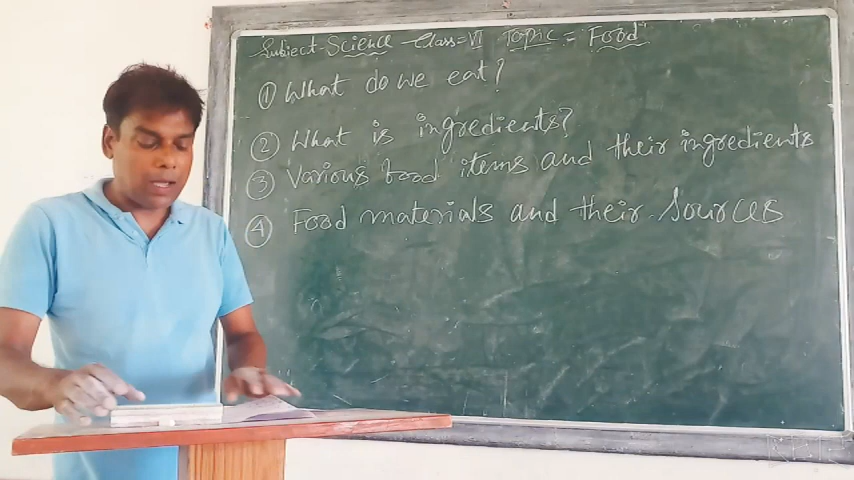 Subject-Science Class=VI Topic = Food
① What do we eat?
② What is ingredients?
③ Various food items and their ingredients
④ Food materials and their Sources